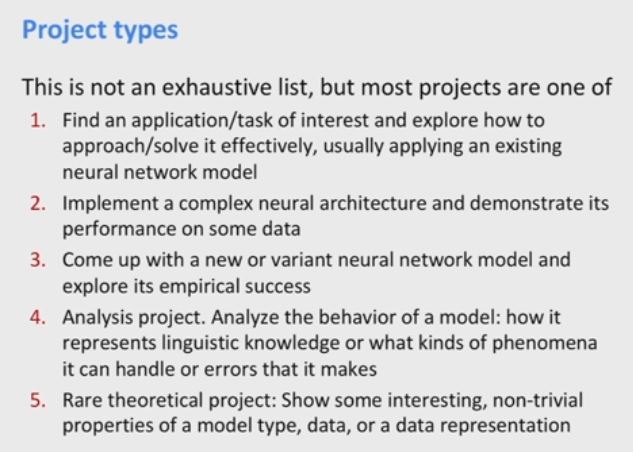 Project types
This is not an exhaustive list, but most projects are one of
1. Find an application/task of interest and explore how to
approach/solve it effectively, usually applying an existing
neural network model
2. Implement a complex neural architecture and demonstrate its
performance on some data
3. Come up with a new or variant neural network model and
explore its empirical success
4. Analysis project. Analyze the behavior of a model: how it
represents linguistic knowledge or what kinds of phenomena
it can handle or errors that it makes
5. Rare theoretical project: Show some interesting, non-trivial
properties of a model type, data, or a data representation